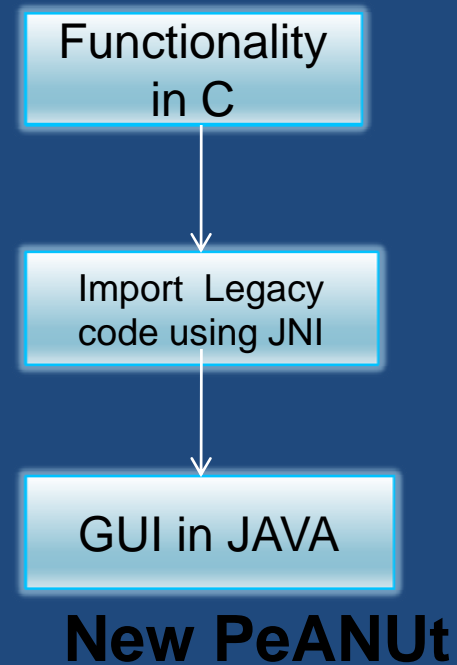 Functionality
in C
Import Legacy
code using JNI
GUI in JAVA
New PeANUt